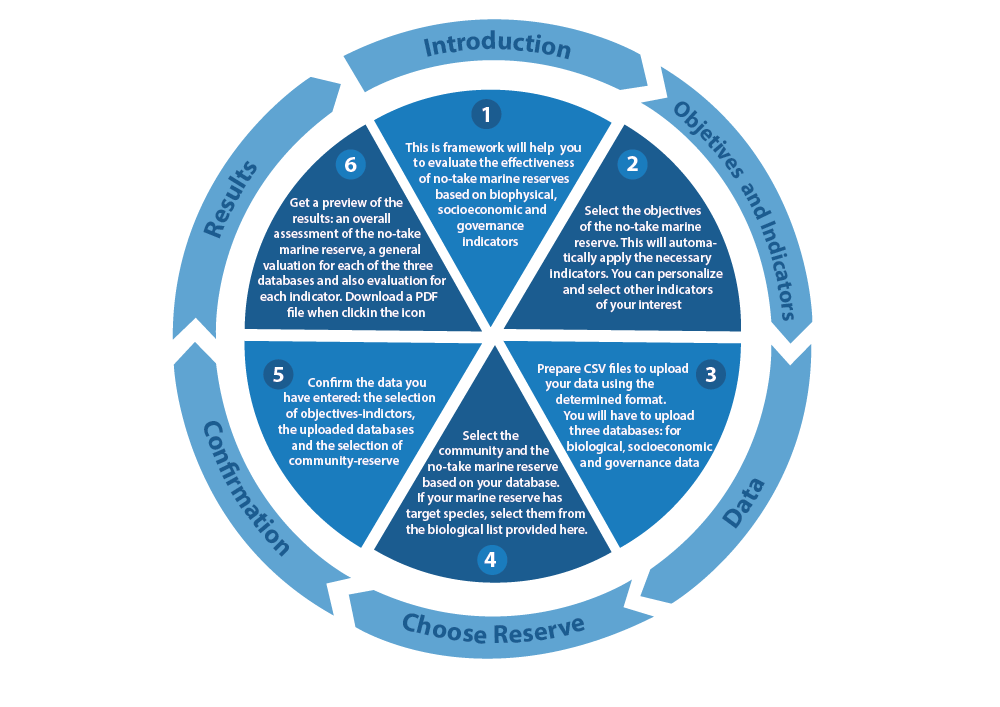 Introduction
1
This is framework will help you
to evaluate the effectiveness
of no-take marine reserves
based on biophysical,
socioeconomic and
governance
indicators
Objetives and Indicators
2
Select the objectives
of the no-take marine
reserve. This will automa-
tically apply the necessary
indicators. You can personalize
and select other indicators
of your interest
Data
3
Prepare CSV files to upload
your data using the
determined format.
You will have to upload
three databases: for
biological, socioeconomic
and governance data
Choose Reserve
Select the
community and the
no-take marine reserve
based on your database.
If your marine reserve has
target species, select them from
the biological list provided here.
4
Confirmation
5
Confirm the data you
have entered: the selection
of objectives-indictors,
the uploaded databases
and the selection of
community-reserve
Results
6
Get a preview of the
results: an overall
assessment of the no-take
marine reserve, a general
valuation for each of the three
databases and also evaluation for
each indicator. Download a PDF
file when clickin the icon